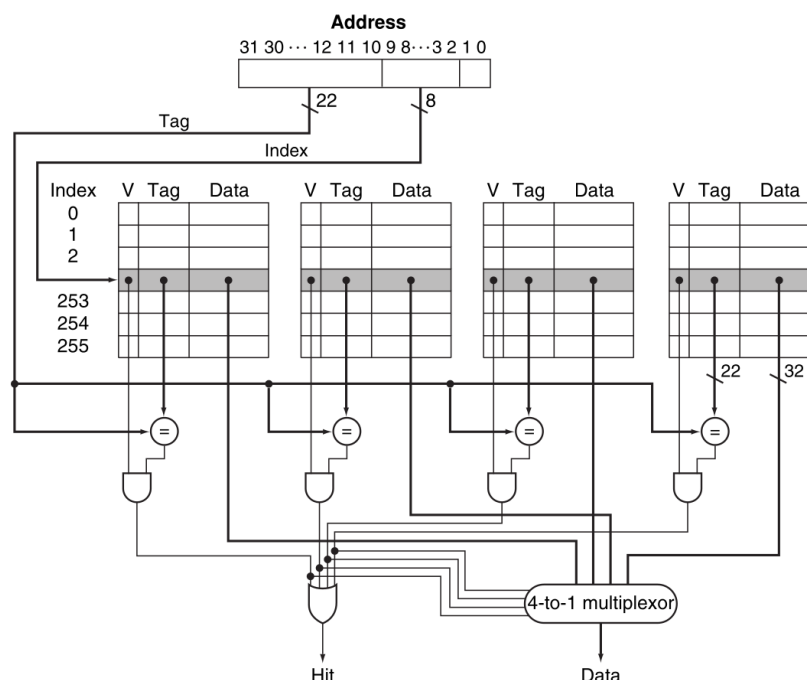 Address
31 30 ··· 12 11 10 9 8···3 2 1 0
22
8
Tag
Index
Index V Tag Data V Tag Data V Tag Data V Tag Data
0
1
2
253
254
255
22
32
= = = =
4-to-1 multiplexor
Hit
Data